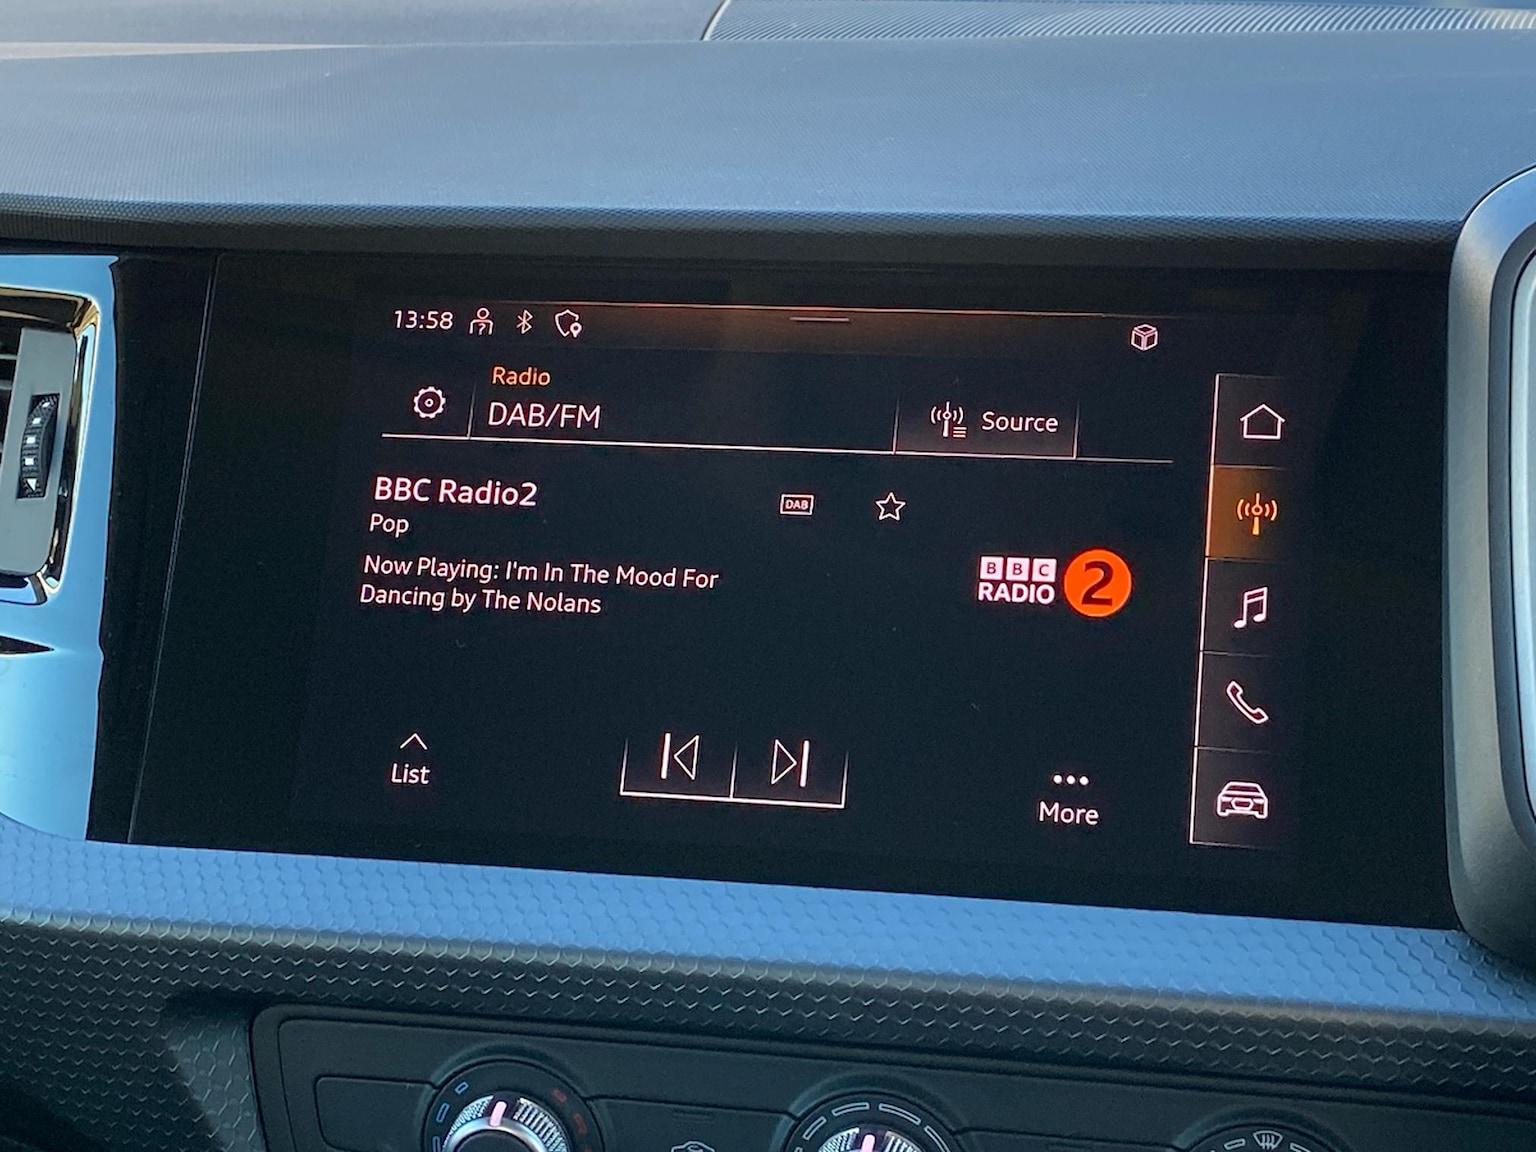 13:58
Radio
DAB/FM
Source
BBC Radio2
DAB
Pop
Now Playing: I'm In The Mood For
Dancing by The Nolans
BBC
RADIO 2
List
More